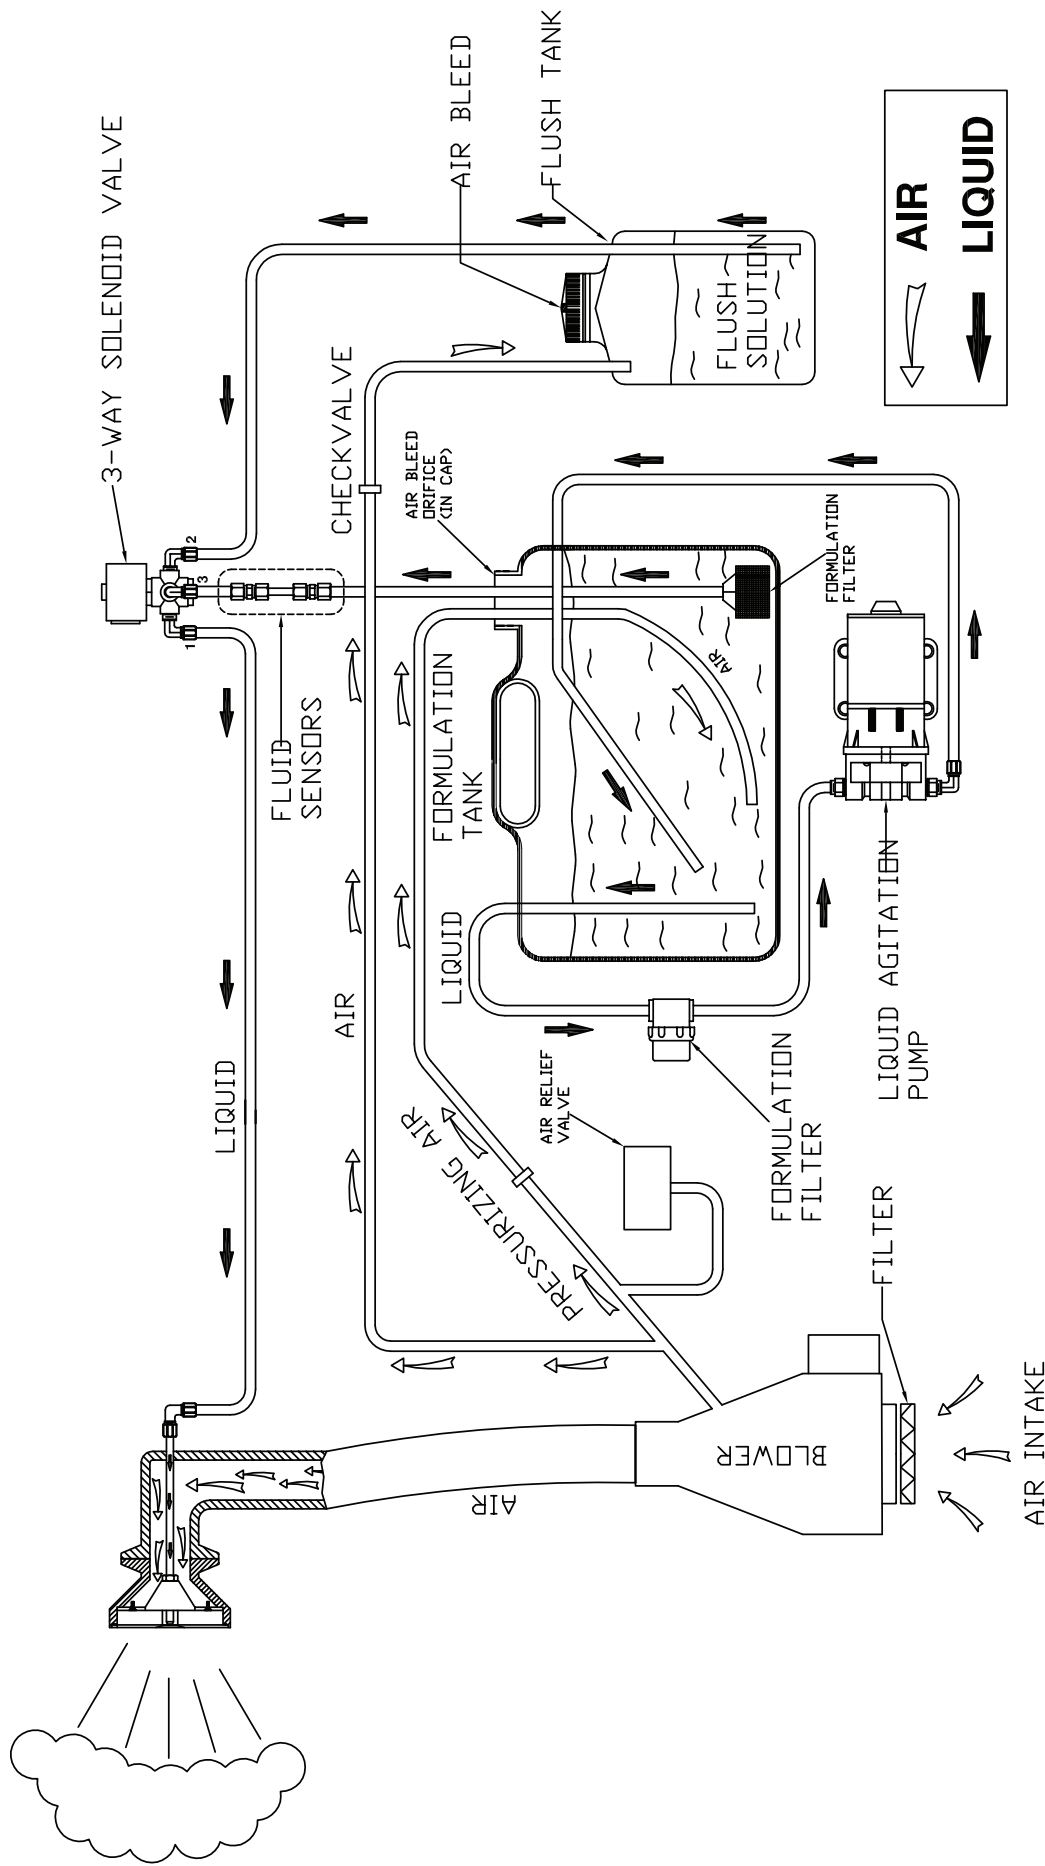 3-WAY SOLENOID VALVE
2
3
1
FLUID
SENSORS
LIQUID
CHECKVALVE
AIR
AIR BLEED
FLUSH TANK
FLUSH
SOLUTION
AIR BLEED
ORIFICE
(IN CAP)
FORMULATION
TANK
LIQUID
AIR
FORMULATION
FILTER
PRESSURIZING AIR
AIR RELIEF
VALVE
FORMULATION
FILTER
LIQUID AGITATION
PUMP
AIR
BLOWER
FILTER
AIR INTAKE
AIR
LIQUID